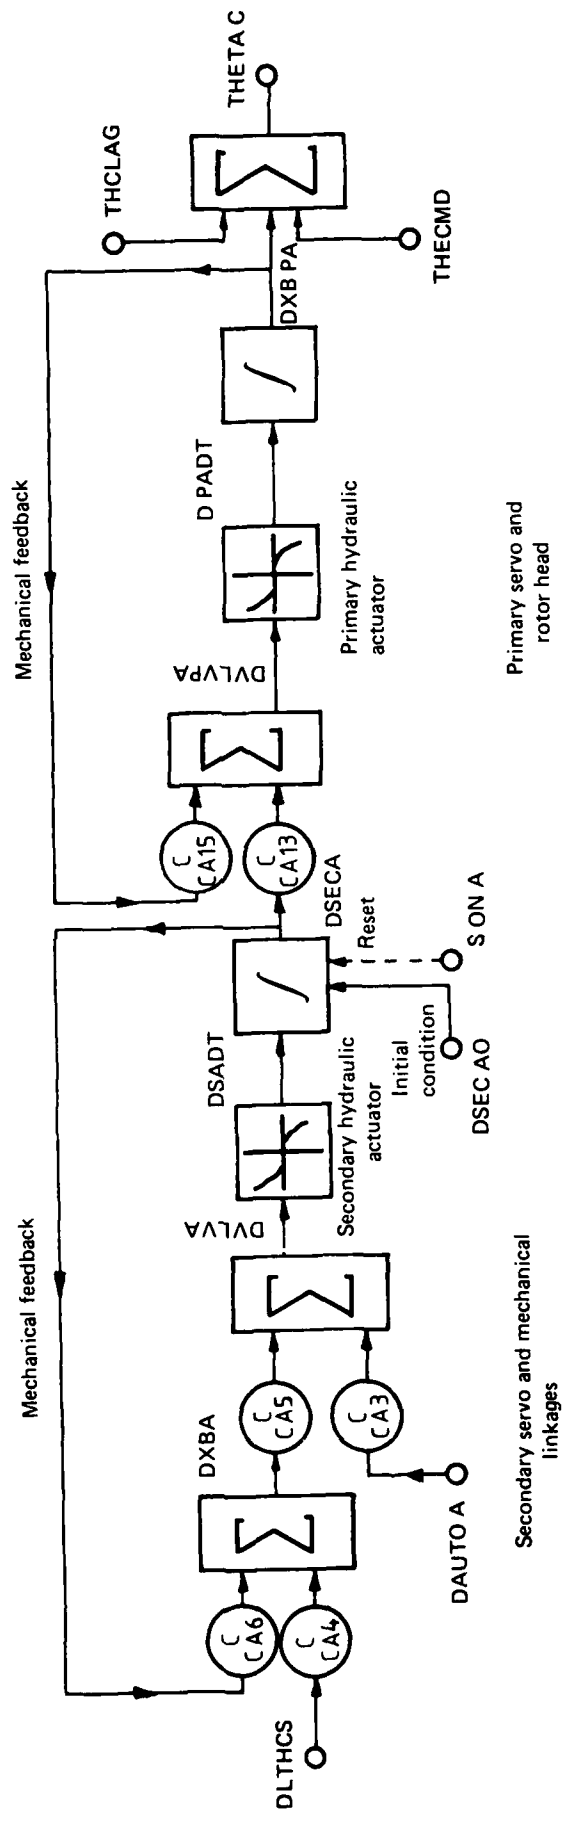 Mechanical feedback
Mechanical feedback
THCLAG
THETA C
THECMD
DXB PA
D PADT
Primary hydraulic
actuator
DVLVPA
C
CA15
C
CA13
DSECA
Reset
S ON A
Initial
condition
DSEC AO
DSADT
Secondary hydraulic
actuator
DVLVA
C
CA5
C
CA3
DXBA
DAUTO A
C
CA6
C
CA4
DLTHCS
Secondary servo and mechanical
linkages
Primary servo and
rotor head